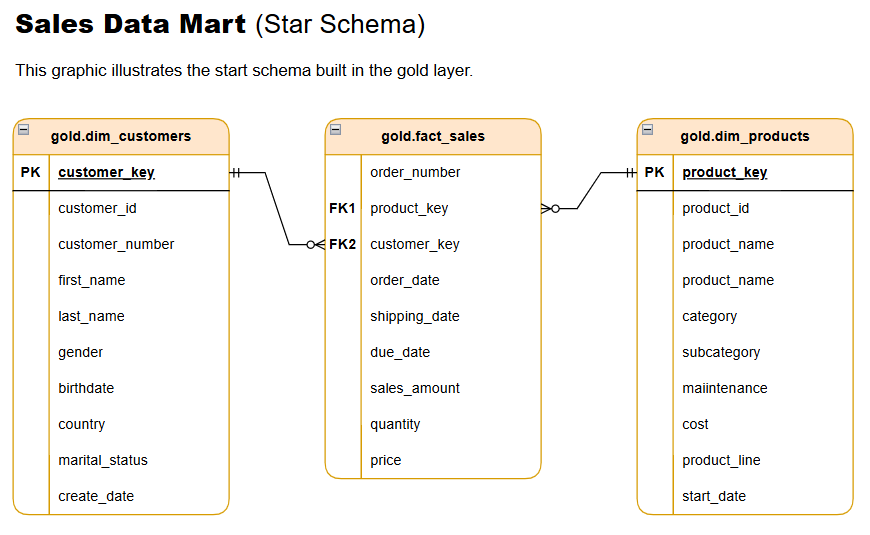 Sales Data Mart (Star Schema)
This graphic illustrates the start schema built in the gold layer.
gold.dim_customers
PK customer_key
customer_id
customer_number
first_name
last_name
gender
birthdate
country
marital_status
create_date
gold.fact_sales
order_number
FK1 product_key
FK2 customer_key
order_date
shipping_date
due_date
sales_amount
quantity
price
gold.dim_products
PK product_key
product_id
product_name
product_name
category
subcategory
maiintenance
cost
product_line
start_date